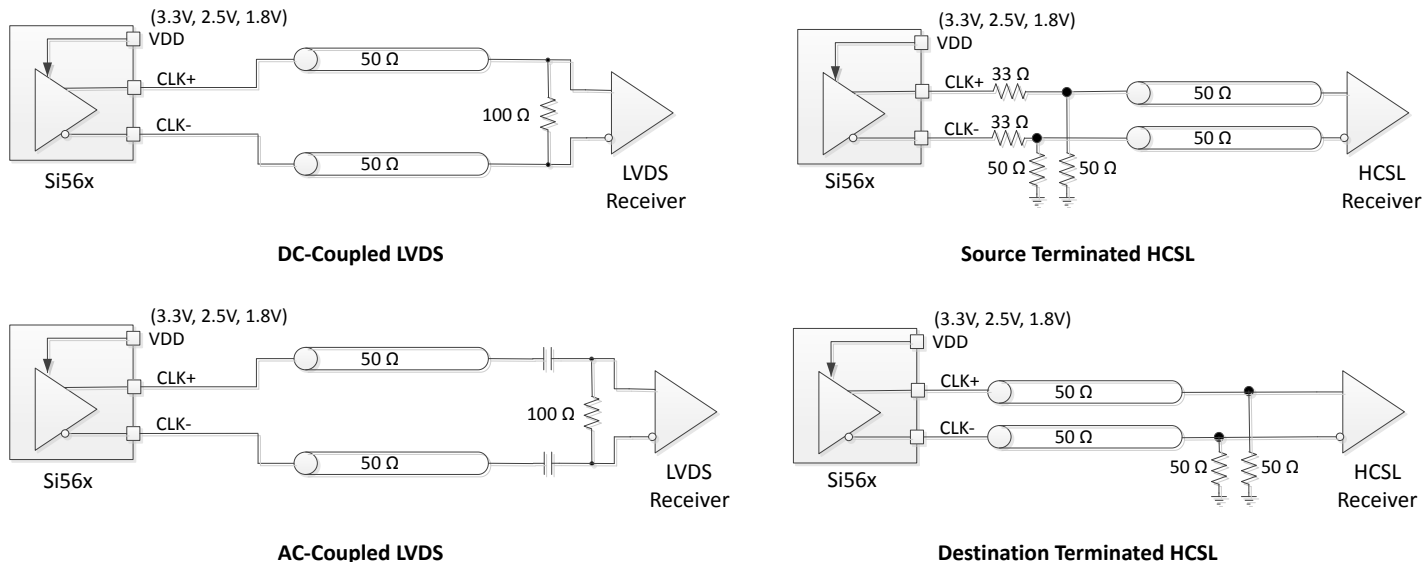 (3.3V, 2.5V, 1.8V)
VDD
CLK+
50 Ω
100 Ω
CLK-
50 Ω
Si56x
LVDS
Receiver
DC-Coupled LVDS
(3.3V, 2.5V, 1.8V)
VDD
CLK+
33 Ω
50 Ω
CLK-
33 Ω
50 Ω
50 Ω
50 Ω
Si56x
HCSL
Receiver
Source Terminated HCSL
(3.3V, 2.5V, 1.8V)
VDD
CLK+
50 Ω
100 Ω
CLK-
50 Ω
Si56x
LVDS
Receiver
AC-Coupled LVDS
(3.3V, 2.5V, 1.8V)
VDD
CLK+
50 Ω
CLK-
50 Ω
50 Ω
50 Ω
Si56x
HCSL
Receiver
Destination Terminated HCSL